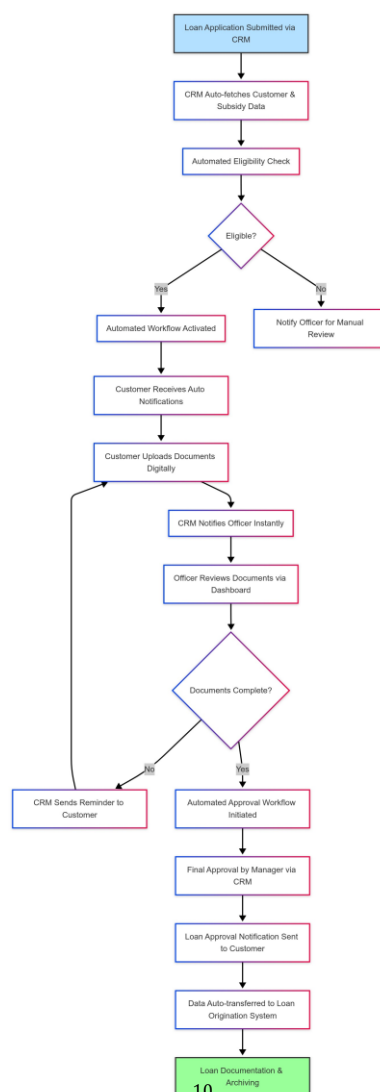 Loan Application Submitted via
CRM
CRM Auto-fetches Customer &
Subsidy Data
Automated Eligibility Check
Eligible?
Yes
No
Automated Workflow Activated
Notify Officer for Manual
Review
Customer Receives Auto
Notifications
Customer Uploads Documents
Digitally
CRM Notifies Officer Instantly
Officer Reviews Documents via
Dashboard
Documents Complete?
No
Yes
CRM Sends Reminder to
Customer
Automated Approval Workflow
Initiated
Final Approval by Manager via
CRM
Loan Approval Notification Sent
to Customer
Data Auto-transferred to Loan
Origination System
Loan Documentation &
Archiving
10